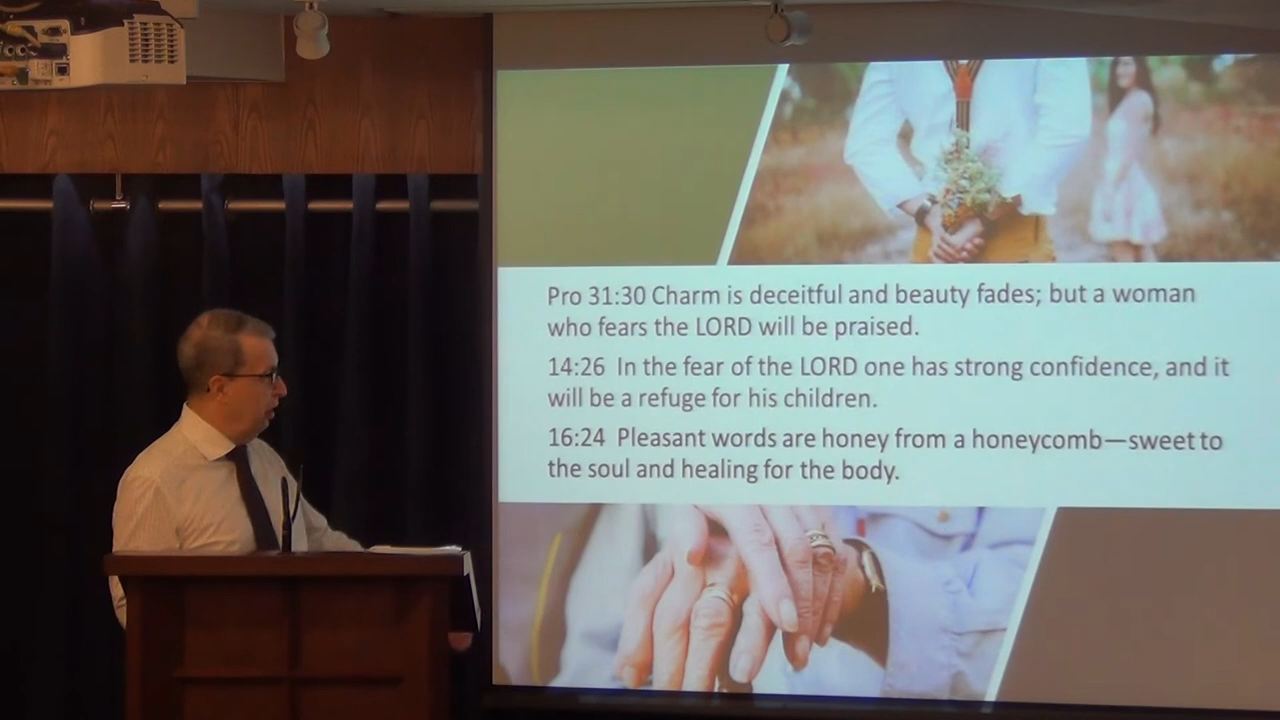 Pro 31:30 Charm is deceitful and beauty fades; but a woman
who fears the LORD will be praised.
14:26 In the fear of the LORD one has strong confidence, and it
will be a refuge for his children.
16:24 Pleasant words are honey from a honeycomb—sweet to
the soul and healing for the body.